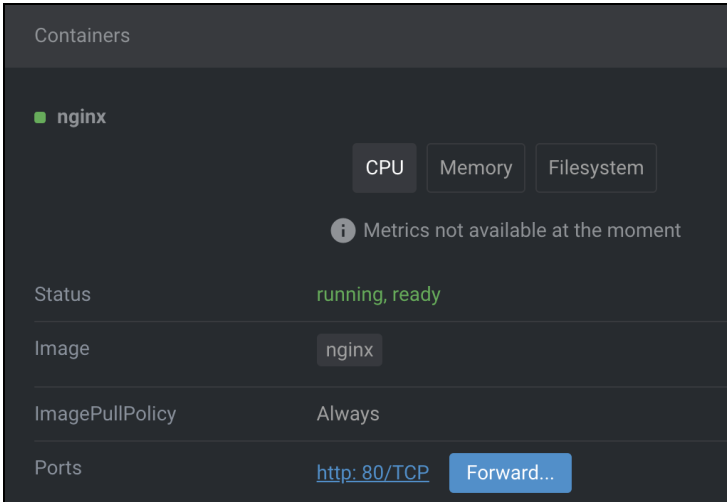 Containers
nginx
CPU Memory Filesystem
Metrics not available at the moment
Status running, ready
Image nginx
ImagePullPolicy Always
Ports http: 80/TCP Forward...